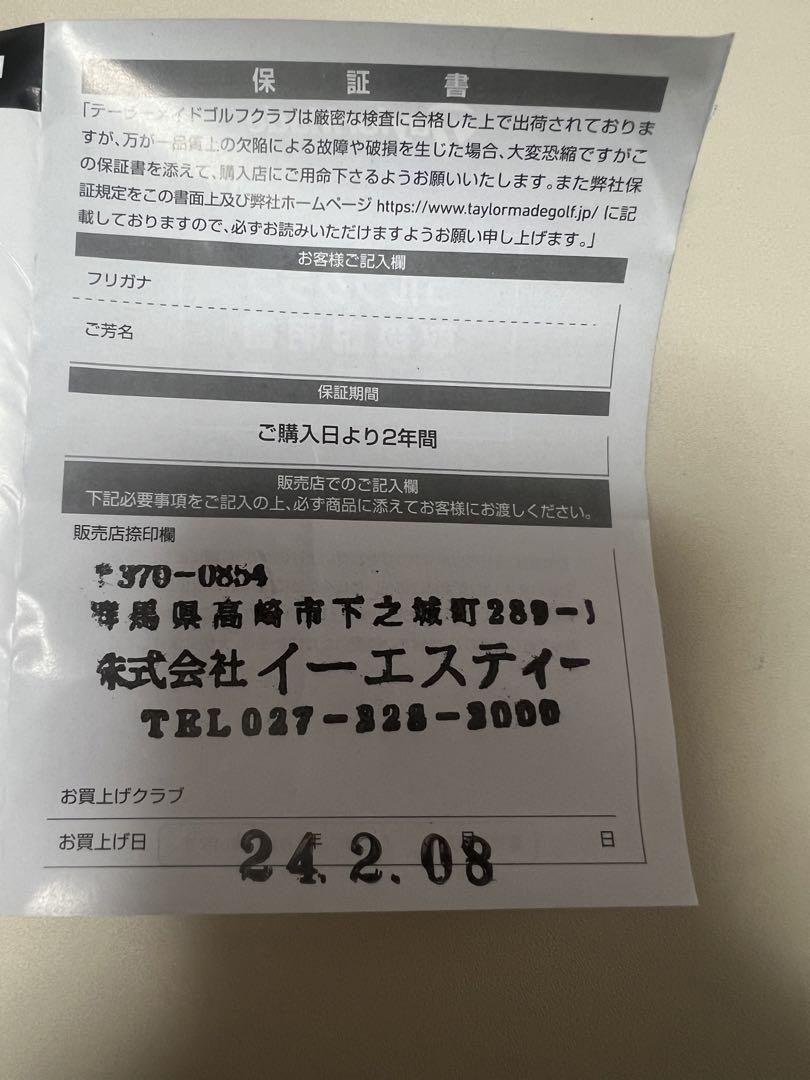 保証書
「テーラーメイドゴルフクラブは厳密な検査に合格した上で出荷されておりま
すが、万が一品質上の欠陥による故障や破損を生じた場合、大変恐縮ですがこ
の保証書を添えて、購入店にご用命下さるようお願いいたします。また弊社保
証規定をこの書面上及び弊社ホームページ https://www.taylormadegolf.jp/ に記
載しておりますので、必ずお読みいただけますようお願い申し上げます。」
お客様ご記入欄
フリガナ
ご芳名
保証期間
ご購入日より2年間
販売店でのご記入欄
下記必要事項をご記入の上、必ず商品に添えてお客様にお渡しください。
販売店捺印欄
〒370-0854
群馬県高崎市下之城町289-1
株式会社イーエスティー
TEL027-328-3000
お買上げクラブ
お買上げ日 年 月 日
24.2.08